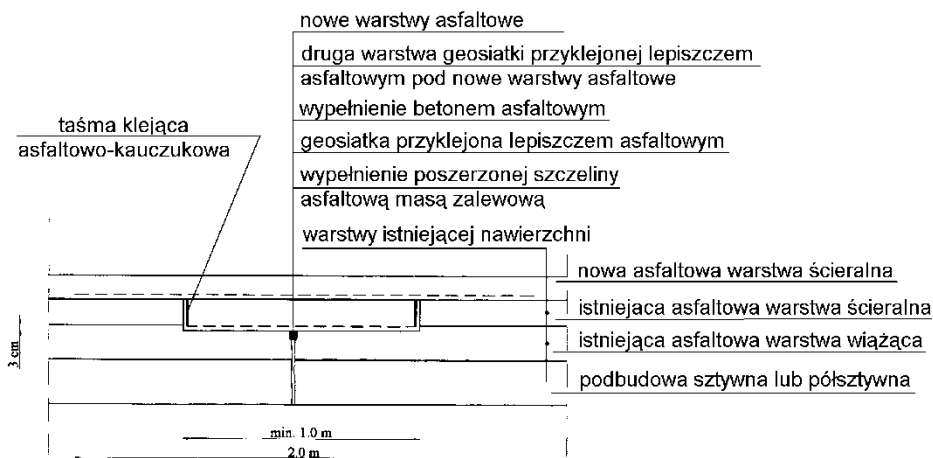 nowe warstwy asfaltowe
druga warstwa geosiatki przyklejonej lepiszczem
asfaltowym pod nowe warstwy asfaltowe
wypełnienie betonem asfaltowym
geosiatka przyklejona lepiszczem asfaltowym
wypełnienie poszerzonej szczeliny
asfaltową masą zalewową
warstwy istniejącej nawierzchni
taśma klejąca
asfaltowo-kauczukowa
nowa asfaltowa warstwa ścieralna
istniejaca asfaltowa warstwa ścieralna
istniejąca asfaltowa warstwa wiążąca
podbudowa sztywna lub półsztywna
3 cm
min. 1.0 m
2.0 m